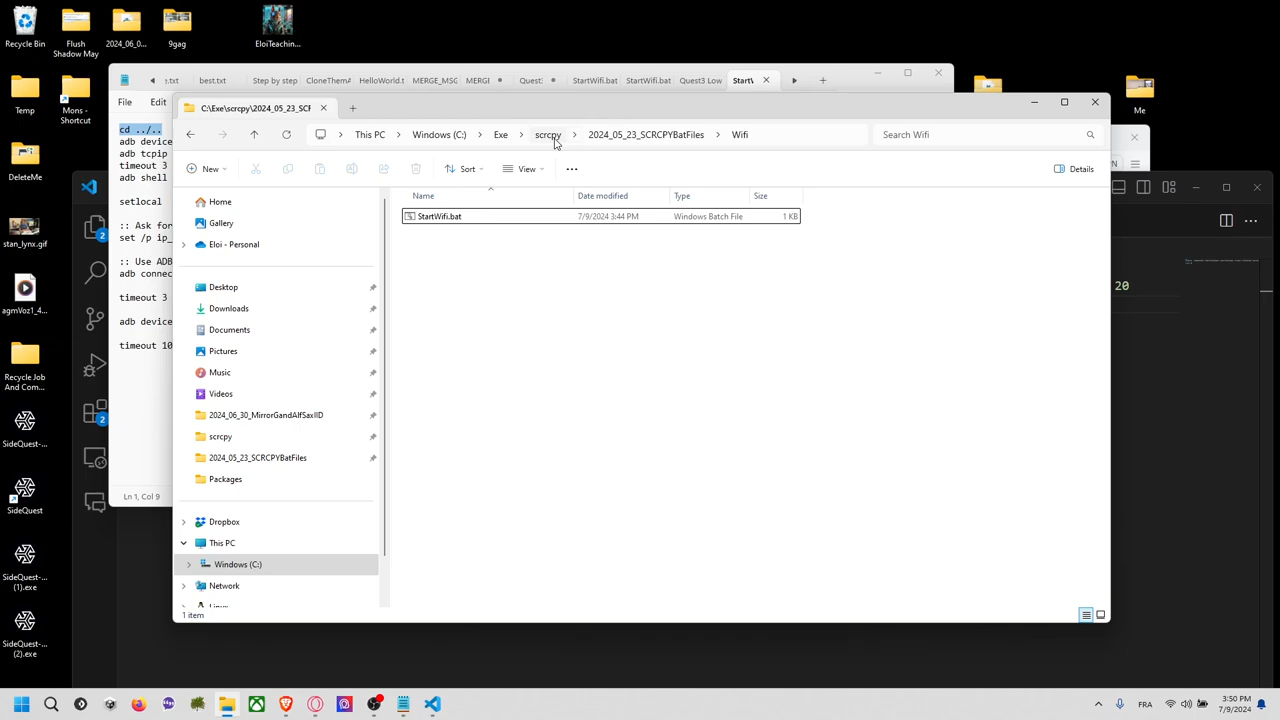 Recycle Bin
Flush
Shadow May
2024_06_0...
9gag
EloiTeachin...
Temp
Mons -
Shortcut
DeleteMe
stan_lynx.gif
agmVoz1_4...
Recycle Job
And Com...
SideQuest-...
SideQuest
SideQuest-...
(1).exe
SideQuest-...
(2).exe
Me
.txt
best.txt
Step by step
CloneThemA
HelloWorld.t
MERGE_MSG
MERGI
Quest:
StartWifi.bat
StartWifi.bat
Quest3 Low
StartW
File
Edit
cd ../..
adb device
adb tcpip
timeout 3
adb shell
setlocal
:: Ask for
set /p ip_
:: Use ADB
adb connec
timeout 3
adb device
timeout 10
Ln 1, Col 9
C:\Exe\scrcpy\2024_05_23_SCF
This PC
Windows (C:)
Exe
scrcpy
2024_05_23_SCRCPYBatFiles
Wifi
Search Wifi
New
Sort
View
Details
Name
Date modified
Type
Size
StartWifi.bat
7/9/2024 3:44 PM
Windows Batch File
1 KB
Home
Gallery
Eloi - Personal
Desktop
Downloads
Documents
Pictures
Music
Videos
2024_06_30_MirrorGandAlfSaxIID
scrcpy
2024_05_23_SCRCPYBatFiles
Packages
Dropbox
This PC
Windows (C:)
Network
1 item
2
2
20
FRA
3:50 PM
7/9/2024